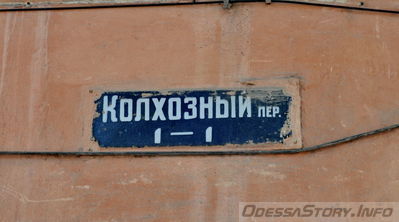 Колхозный пер.
1—1
OdessaStory.Info